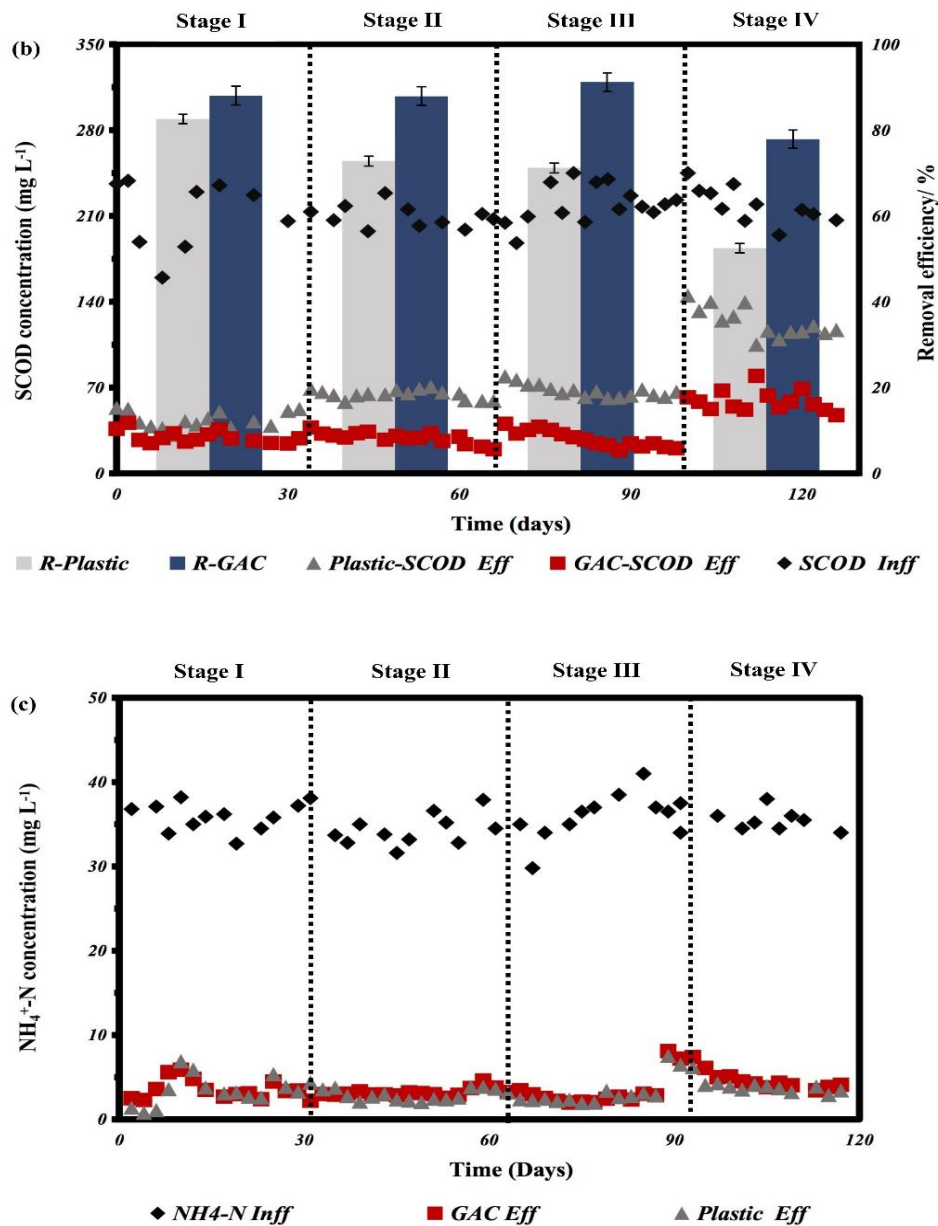 Stage I Stage II Stage III Stage IV
(b)
350 100
280 80
210 60
140 40
70 20
0 0
SCOD concentration (mg L⁻¹)
Removal efficiency/ %
0 30 60 90 120
Time (days)
R-Plastic R-GAC Plastic-SCOD Eff GAC-SCOD Eff SCOD Inff
Stage I Stage II Stage III Stage IV
(c)
50
40
30
20
10
0
NH₄⁺-N concentration (mg L⁻¹)
0 30 60 90 120
Time (Days)
NH4-N Inff GAC Eff Plastic Eff